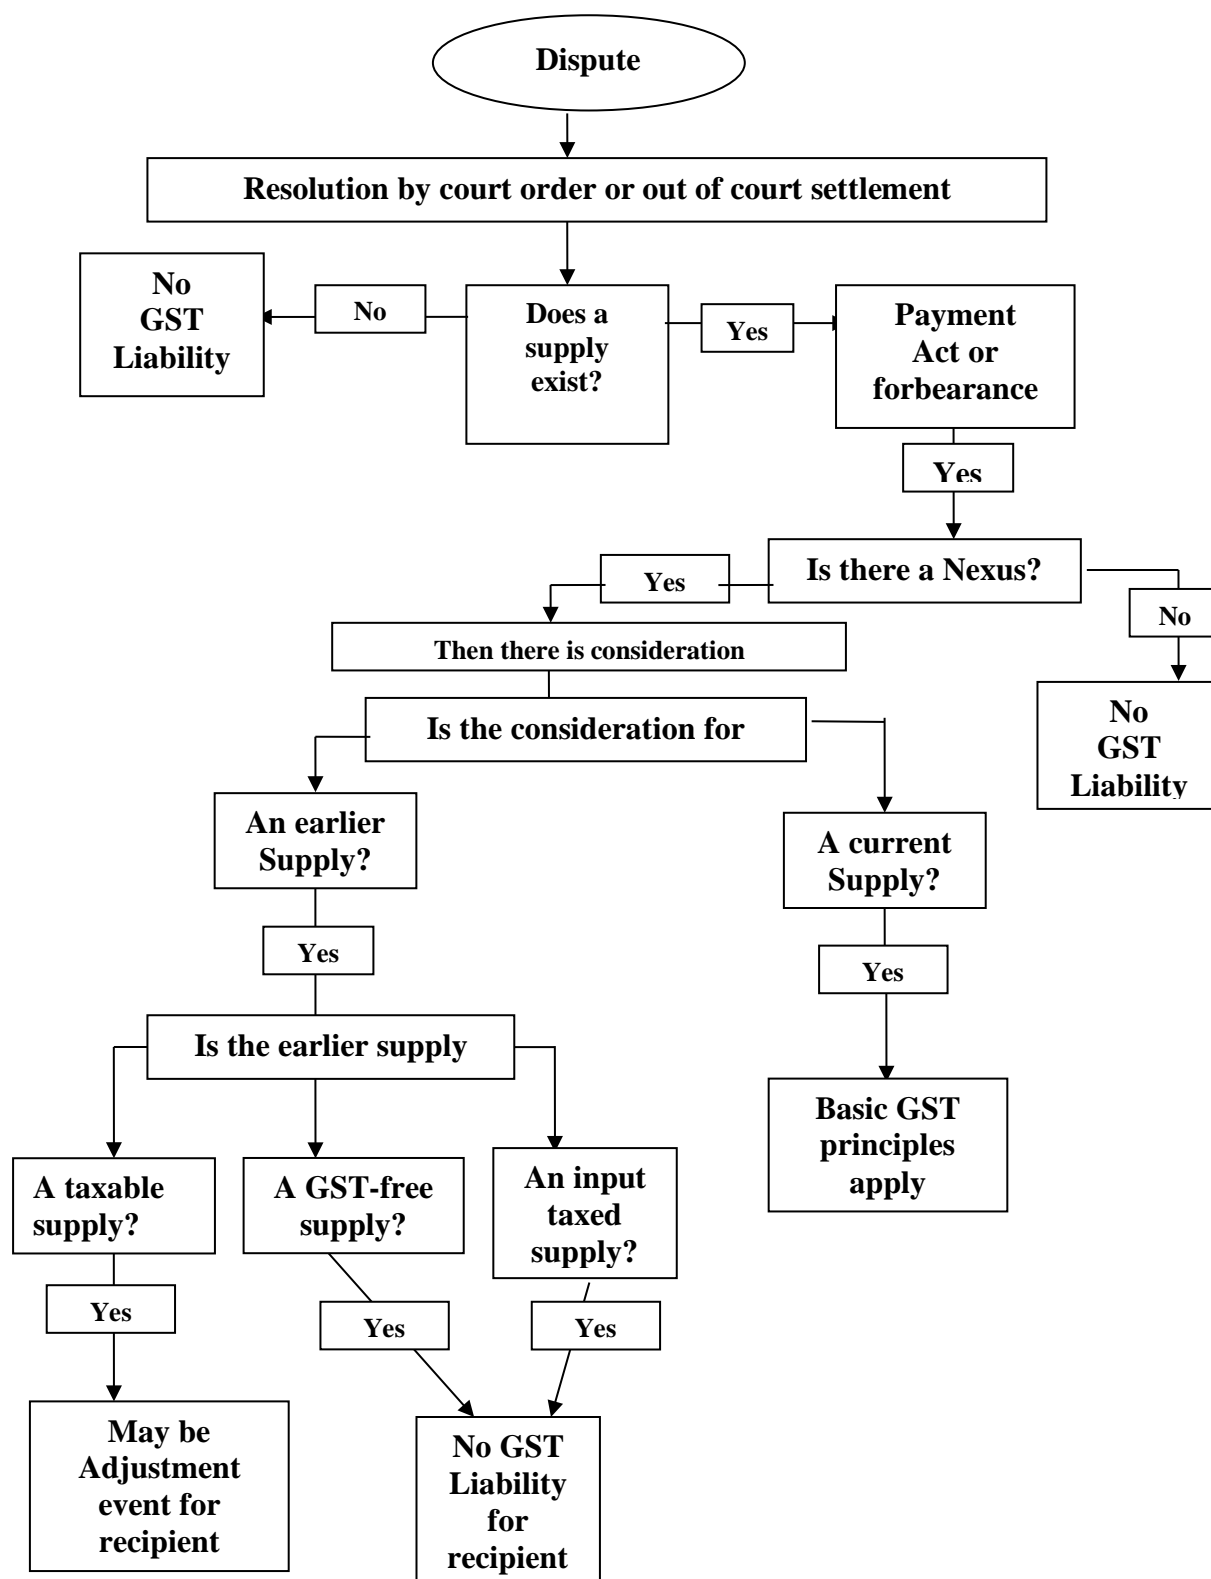 Dispute
Resolution by court order or out of court settlement
No
GST
Liability
No
Does a
supply
exist?
Yes
Payment
Act or
forbearance
Yes
Is there a Nexus?
Yes
No
Then there is consideration
No
GST
Liability
Is the consideration for
An earlier
Supply?
A current
Supply?
Yes
Yes
Is the earlier supply
Basic GST
principles
apply
A taxable
supply?
A GST-free
supply?
An input
taxed
supply?
Yes
Yes
Yes
May be
Adjustment
event for
recipient
No GST
Liability
for
recipient